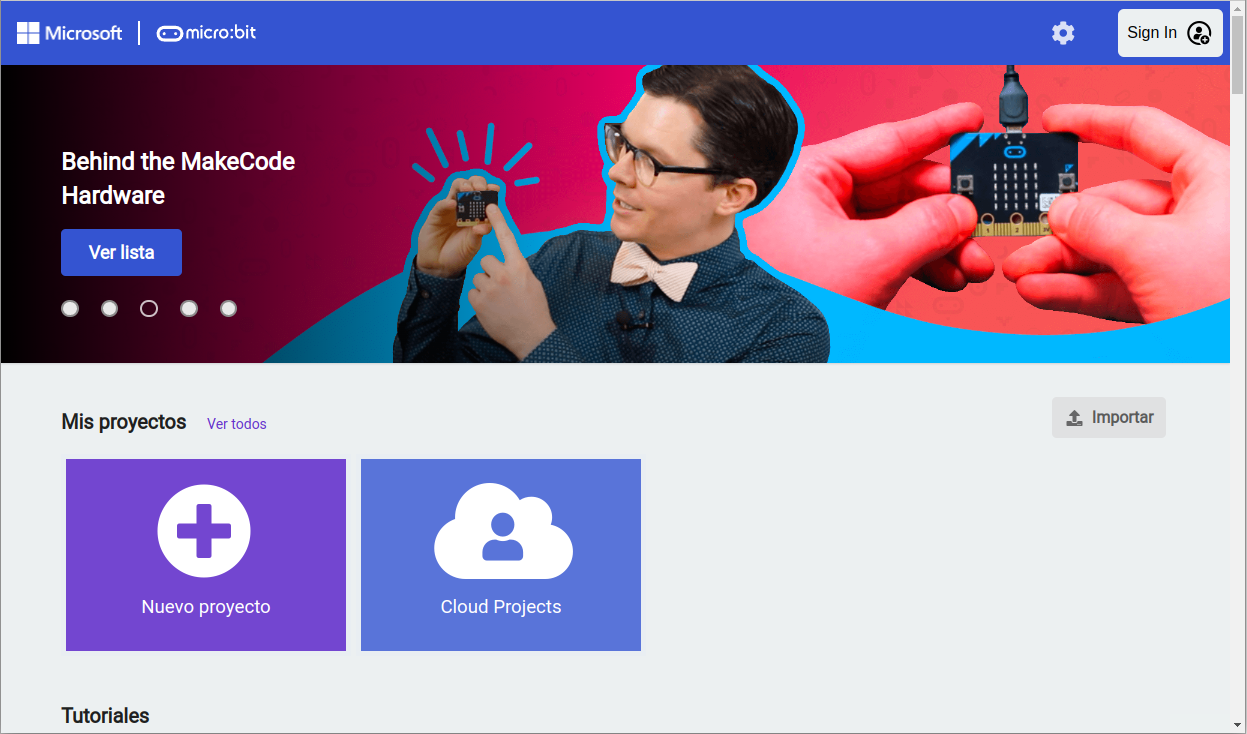 Microsoft
micro:bit
Sign In
Behind the MakeCode
Hardware
Ver lista
Mis proyectos
Ver todos
Importar
Nuevo proyecto
Cloud Projects
Tutoriales